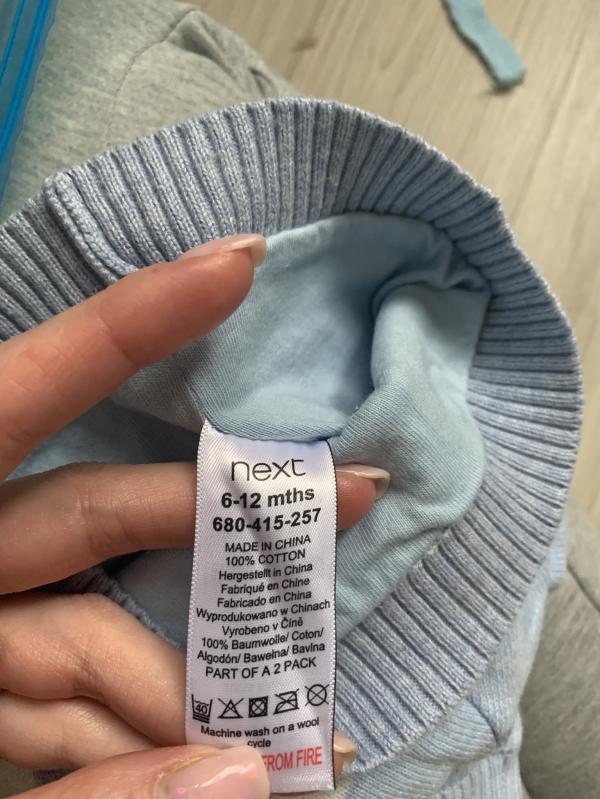 next
6-12 mths
680-415-257
MADE IN CHINA
100% COTTON
Hergestellt in China
Fabriqué en Chine
Fabricado en China
Wyprodukowano w Chinach
Vyrobeno v Číně
100% Baumwolle/ Coton/
Algodón/ Bawełna/ Bavlna
PART OF A 2 PACK
40
Machine wash on a wool
cycle
FROM FIRE